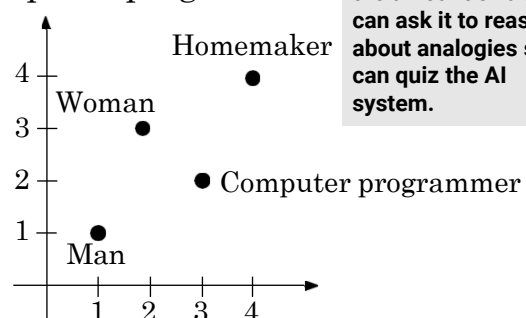 can ask it to reas
about analogies s
can quiz the AI
system.
Homemaker
4
Woman
3
2
Computer programmer
1
Man
1 2 3 4